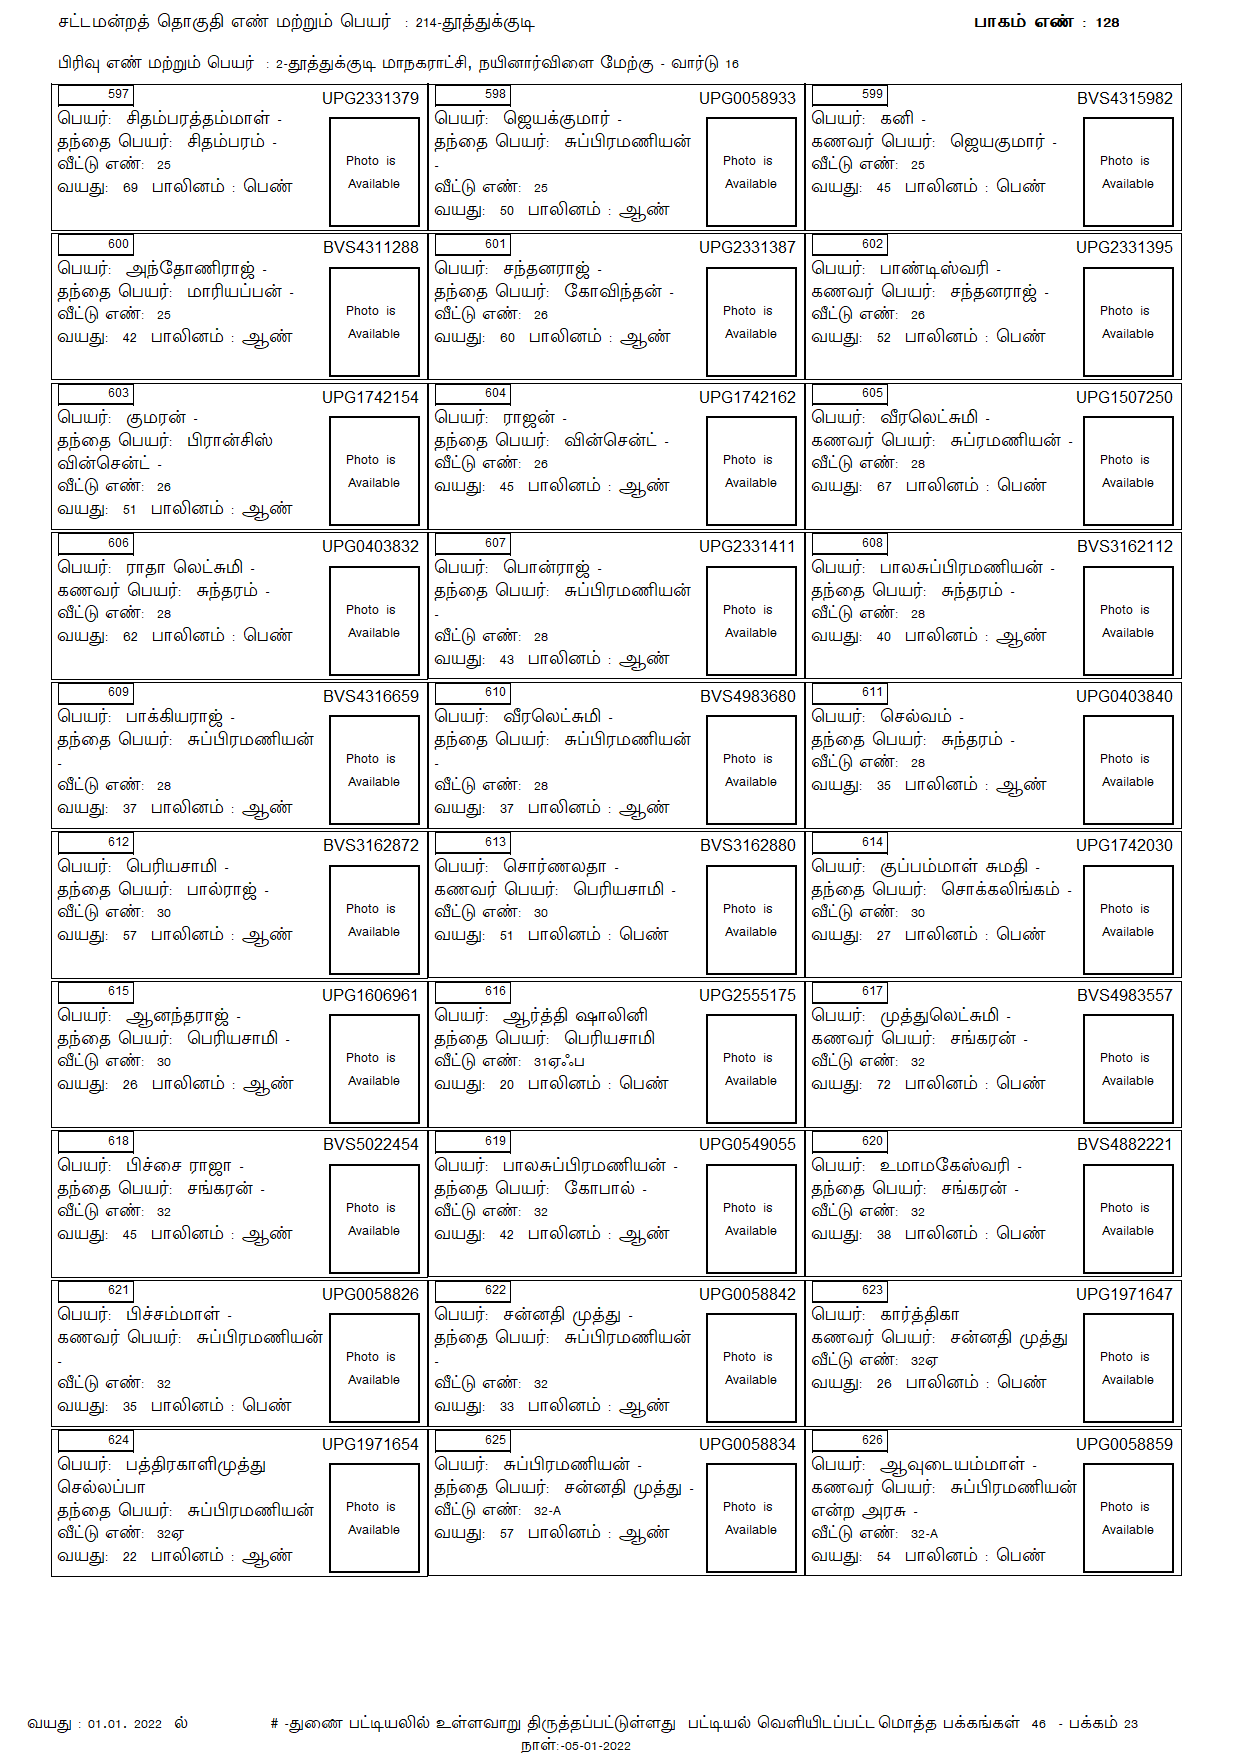 சட்டமன்றத் தொகுதி எண் மற்றும் பெயர் : 214-தூத்துக்குடி பாகம் எண் : 128
பிரிவு எண் மற்றும் பெயர் : 2-தூத்துக்குடி மாநகராட்சி, நயினார்விளை மேற்கு - வார்டு 16
597 UPG2331379
பெயர்: சிதம்பரத்தம்மாள் -
தந்தை பெயர்: சிதம்பரம் -
வீட்டு எண்: 25
வயது: 69 பாலினம் : பெண்
Photo is
Available
598 UPG0058933
பெயர்: ஜெயக்குமார் -
தந்தை பெயர்: சுப்பிரமணியன்
-
வீட்டு எண்: 25
வயது: 50 பாலினம் : ஆண்
Photo is
Available
599 BVS4315982
பெயர்: கனி -
கணவர் பெயர்: ஜெயகுமார் -
வீட்டு எண்: 25
வயது: 45 பாலினம் : பெண்
Photo is
Available
600 BVS4311288
பெயர்: அந்தோணிராஜ் -
தந்தை பெயர்: மாரியப்பன் -
வீட்டு எண்: 25
வயது: 42 பாலினம் : ஆண்
Photo is
Available
601 UPG2331387
பெயர்: சந்தனராஜ் -
தந்தை பெயர்: கோவிந்தன் -
வீட்டு எண்: 26
வயது: 60 பாலினம் : ஆண்
Photo is
Available
602 UPG2331395
பெயர்: பாண்டிஸ்வரி -
கணவர் பெயர்: சந்தனராஜ் -
வீட்டு எண்: 26
வயது: 52 பாலினம் : பெண்
Photo is
Available
603 UPG1742154
பெயர்: குமரன் -
தந்தை பெயர்: பிரான்சிஸ்
வின்சென்ட் -
வீட்டு எண்: 26
வயது: 51 பாலினம் : ஆண்
Photo is
Available
604 UPG1742162
பெயர்: ராஜன் -
தந்தை பெயர்: வின்சென்ட் -
வீட்டு எண்: 26
வயது: 45 பாலினம் : ஆண்
Photo is
Available
605 UPG1507250
பெயர்: வீரலெட்சுமி -
கணவர் பெயர்: சுப்ரமணியன் -
வீட்டு எண்: 28
வயது: 67 பாலினம் : பெண்
Photo is
Available
606 UPG0403832
பெயர்: ராதா லெட்சுமி -
கணவர் பெயர்: சுந்தரம் -
வீட்டு எண்: 28
வயது: 62 பாலினம் : பெண்
Photo is
Available
607 UPG2331411
பெயர்: பொன்ராஜ் -
தந்தை பெயர்: சுப்பிரமணியன்
-
வீட்டு எண்: 28
வயது: 43 பாலினம் : ஆண்
Photo is
Available
608 BVS3162112
பெயர்: பாலசுப்பிரமணியன் -
தந்தை பெயர்: சுந்தரம் -
வீட்டு எண்: 28
வயது: 40 பாலினம் : ஆண்
Photo is
Available
609 BVS4316659
பெயர்: பாக்கியராஜ் -
தந்தை பெயர்: சுப்பிரமணியன்
-
வீட்டு எண்: 28
வயது: 37 பாலினம் : ஆண்
Photo is
Available
610 BVS4983680
பெயர்: வீரலெட்சுமி -
தந்தை பெயர்: சுப்பிரமணியன்
-
வீட்டு எண்: 28
வயது: 37 பாலினம் : ஆண்
Photo is
Available
611 UPG0403840
பெயர்: செல்வம் -
தந்தை பெயர்: சுந்தரம் -
வீட்டு எண்: 28
வயது: 35 பாலினம் : ஆண்
Photo is
Available
612 BVS3162872
பெயர்: பெரியசாமி -
தந்தை பெயர்: பால்ராஜ் -
வீட்டு எண்: 30
வயது: 57 பாலினம் : ஆண்
Photo is
Available
613 BVS3162880
பெயர்: சொர்ணலதா -
கணவர் பெயர்: பெரியசாமி -
வீட்டு எண்: 30
வயது: 51 பாலினம் : பெண்
Photo is
Available
614 UPG1742030
பெயர்: குப்பம்மாள் சுமதி -
தந்தை பெயர்: சொக்கலிங்கம் -
வீட்டு எண்: 30
வயது: 27 பாலினம் : பெண்
Photo is
Available
615 UPG1606961
பெயர்: ஆனந்தராஜ் -
தந்தை பெயர்: பெரியசாமி -
வீட்டு எண்: 30
வயது: 26 பாலினம் : ஆண்
Photo is
Available
616 UPG2555175
பெயர்: ஆர்த்தி ஷாலினி
தந்தை பெயர்: பெரியசாமி
வீட்டு எண்: 31ஏஃப
வயது: 20 பாலினம் : பெண்
Photo is
Available
617 BVS4983557
பெயர்: முத்துலெட்சுமி -
கணவர் பெயர்: சங்கரன் -
வீட்டு எண்: 32
வயது: 72 பாலினம் : பெண்
Photo is
Available
618 BVS5022454
பெயர்: பிச்சை ராஜா -
தந்தை பெயர்: சங்கரன் -
வீட்டு எண்: 32
வயது: 45 பாலினம் : ஆண்
Photo is
Available
619 UPG0549055
பெயர்: பாலசுப்பிரமணியன் -
தந்தை பெயர்: கோபால் -
வீட்டு எண்: 32
வயது: 42 பாலினம் : ஆண்
Photo is
Available
620 BVS4882221
பெயர்: உமாமகேஸ்வரி -
தந்தை பெயர்: சங்கரன் -
வீட்டு எண்: 32
வயது: 38 பாலினம் : பெண்
Photo is
Available
621 UPG0058826
பெயர்: பிச்சம்மாள் -
கணவர் பெயர்: சுப்பிரமணியன்
-
வீட்டு எண்: 32
வயது: 35 பாலினம் : பெண்
Photo is
Available
622 UPG0058842
பெயர்: சன்னதி முத்து -
தந்தை பெயர்: சுப்பிரமணியன்
-
வீட்டு எண்: 32
வயது: 33 பாலினம் : ஆண்
Photo is
Available
623 UPG1971647
பெயர்: கார்த்திகா
கணவர் பெயர்: சன்னதி முத்து
வீட்டு எண்: 32ஏ
வயது: 26 பாலினம் : பெண்
Photo is
Available
624 UPG1971654
பெயர்: பத்திரகாளிமுத்து
செல்லப்பா
தந்தை பெயர்: சுப்பிரமணியன்
வீட்டு எண்: 32ஏ
வயது: 22 பாலினம் : ஆண்
Photo is
Available
625 UPG0058834
பெயர்: சுப்பிரமணியன் -
தந்தை பெயர்: சன்னதி முத்து -
வீட்டு எண்: 32-A
வயது: 57 பாலினம் : ஆண்
Photo is
Available
626 UPG0058859
பெயர்: ஆவுடையம்மாள் -
கணவர் பெயர்: சுப்பிரமணியன்
என்ற அரசு -
வீட்டு எண்: 32-A
வயது: 54 பாலினம் : பெண்
Photo is
Available
வயது : 01.01. 2022 ல் # -துணை பட்டியலில் உள்ளவாறு திருத்தப்பட்டுள்ளது பட்டியல் வெளியிடப்பட்ட மொத்த பக்கங்கள் 46 - பக்கம் 23
நாள்:-05-01-2022